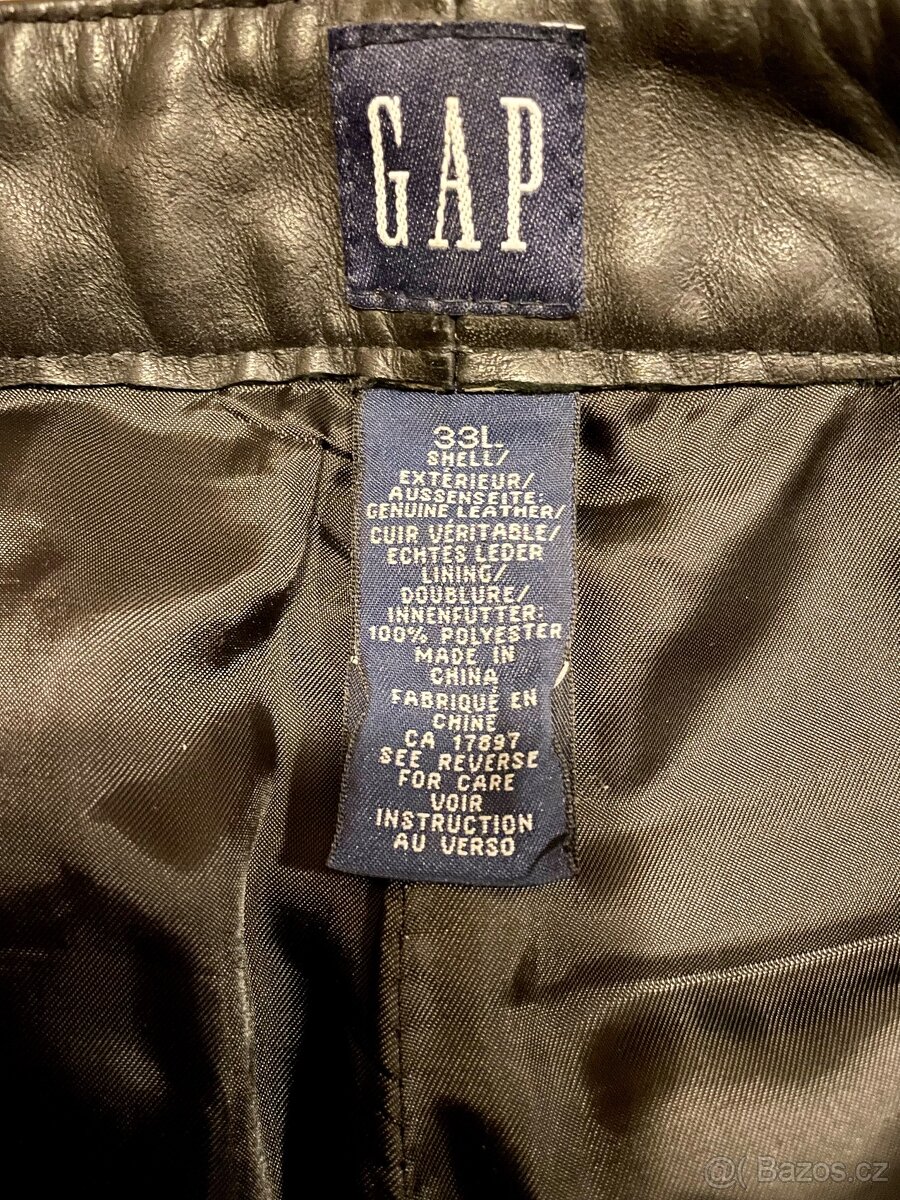 GAP
33L
SHELL/
EXTÉRIEUR/
AUSSENSEITE:
GENUINE LEATHER/
CUIR VÉRITABLE/
ECHTES LEDER
LINING/
DOUBLURE/
INNENFUTTER:
100% POLYESTER
MADE IN
CHINA
FABRIQUÉ EN
CHINE
CA 17897
SEE REVERSE
FOR CARE
VOIR
INSTRUCTION
AU VERSO
Bazos.cz